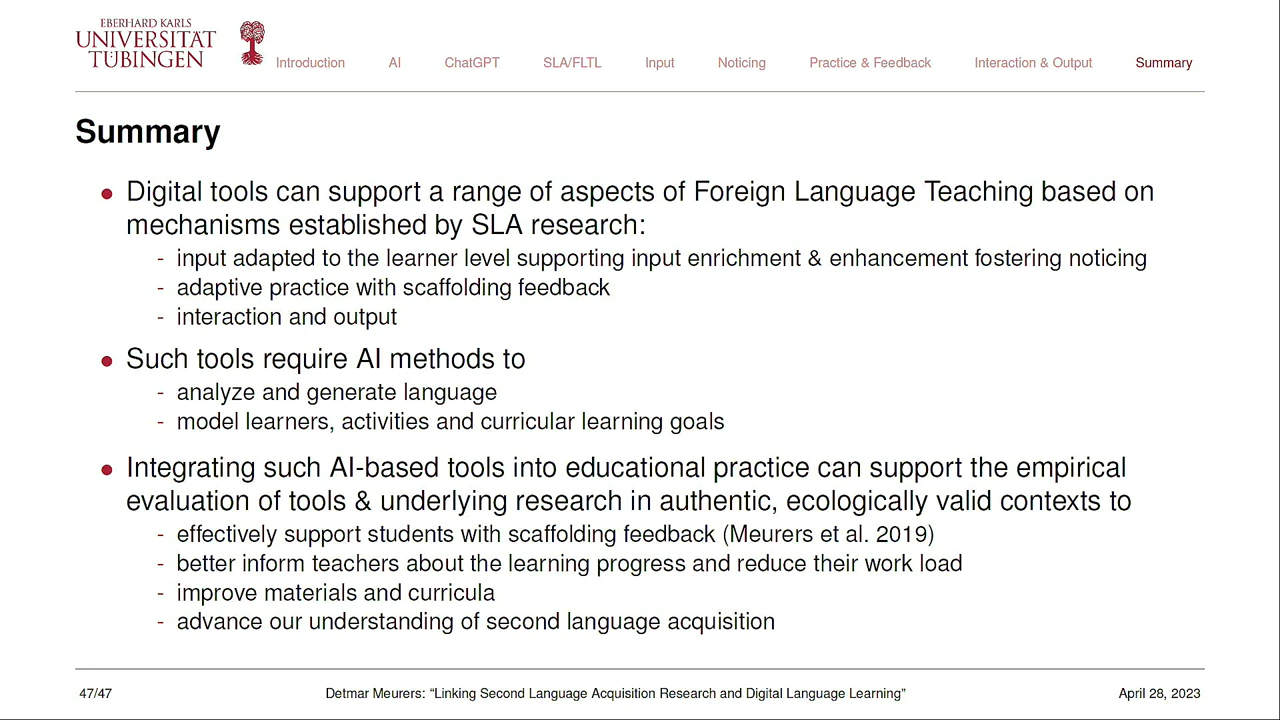 EBERHARD KARLS
UNIVERSITÄT
TÜBINGEN
Introduction AI ChatGPT SLA/FLTL Input Noticing Practice & Feedback Interaction & Output Summary
Summary
• Digital tools can support a range of aspects of Foreign Language Teaching based on
mechanisms established by SLA research:
- input adapted to the learner level supporting input enrichment & enhancement fostering noticing
- adaptive practice with scaffolding feedback
- interaction and output
• Such tools require AI methods to
- analyze and generate language
- model learners, activities and curricular learning goals
• Integrating such AI-based tools into educational practice can support the empirical
evaluation of tools & underlying research in authentic, ecologically valid contexts to
- effectively support students with scaffolding feedback (Meurers et al. 2019)
- better inform teachers about the learning progress and reduce their work load
- improve materials and curricula
- advance our understanding of second language acquisition
47/47 Detmar Meurers: “Linking Second Language Acquisition Research and Digital Language Learning” April 28, 2023